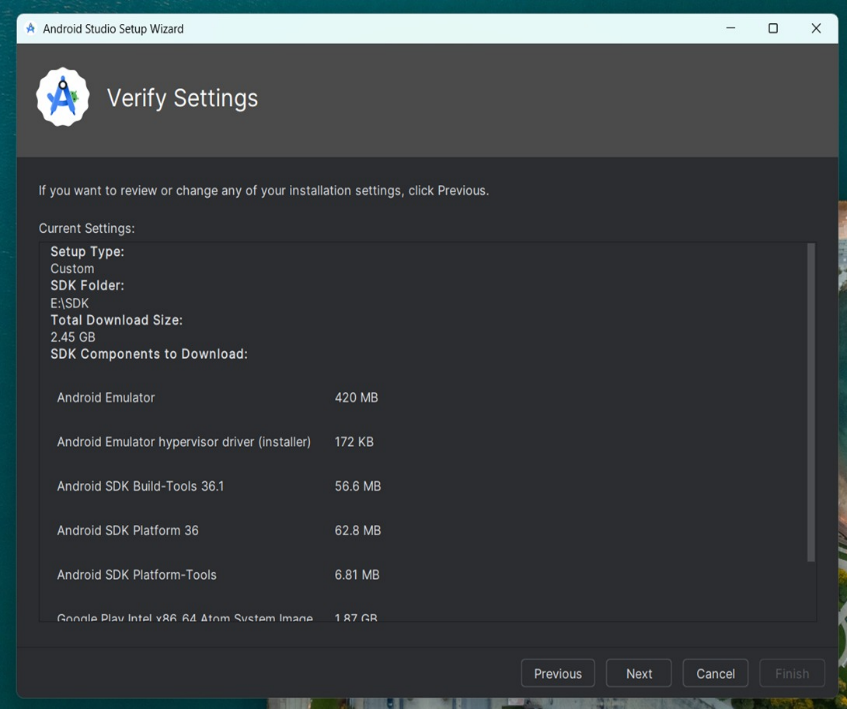 Android Studio Setup Wizard
Verify Settings
If you want to review or change any of your installation settings, click Previous.
Current Settings:
Setup Type:
Custom
SDK Folder:
E:\SDK
Total Download Size:
2.45 GB
SDK Components to Download:
Android Emulator 420 MB
Android Emulator hypervisor driver (installer) 172 KB
Android SDK Build-Tools 36.1 56.6 MB
Android SDK Platform 36 62.8 MB
Android SDK Platform-Tools 6.81 MB
Google Play Intel x86_64 Atom System Image 1.87 GB
Previous Next Cancel Finish